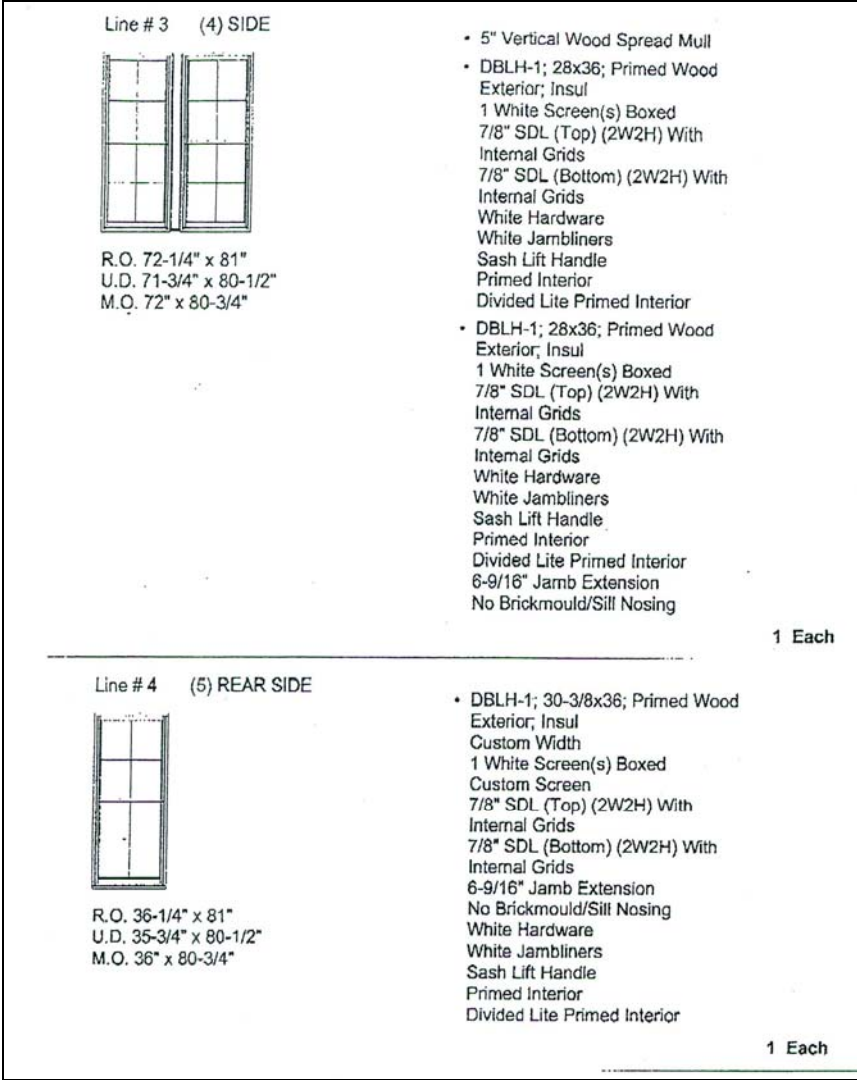 Line # 3 (4) SIDE
R.O. 72-1/4" x 81"
U.D. 71-3/4" x 80-1/2"
M.O. 72" x 80-3/4"
• 5" Vertical Wood Spread Mull
• DBLH-1; 28x36; Primed Wood
Exterior; Insul
1 White Screen(s) Boxed
7/8" SDL (Top) (2W2H) With
Internal Grids
7/8" SDL (Bottom) (2W2H) With
Internal Grids
White Hardware
White Jambliners
Sash Lift Handle
Primed Interior
Divided Lite Primed Interior
• DBLH-1; 28x36; Primed Wood
Exterior; Insul
1 White Screen(s) Boxed
7/8" SDL (Top) (2W2H) With
Internal Grids
7/8" SDL (Bottom) (2W2H) With
Internal Grids
White Hardware
White Jambliners
Sash Lift Handle
Primed Interior
Divided Lite Primed Interior
6-9/16" Jamb Extension
No Brickmould/Sill Nosing
1 Each
Line # 4 (5) REAR SIDE
R.O. 36-1/4" x 81"
U.D. 35-3/4" x 80-1/2"
M.O. 36" x 80-3/4"
• DBLH-1; 30-3/8x36; Primed Wood
Exterior; Insul
Custom Width
1 White Screen(s) Boxed
Custom Screen
7/8" SDL (Top) (2W2H) With
Internal Grids
7/8" SDL (Bottom) (2W2H) With
Internal Grids
6-9/16" Jamb Extension
No Brickmould/Sill Nosing
White Hardware
White Jambliners
Sash Lift Handle
Primed Interior
Divided Lite Primed Interior
1 Each